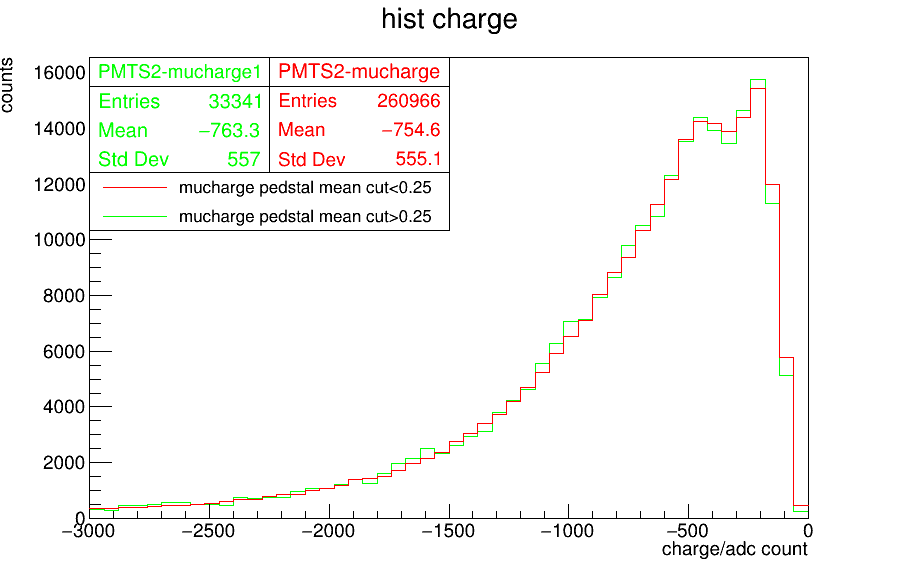 hist charge
counts
PMTS2-mucharge1
Entries 33341
Mean −763.3
Std Dev 557
PMTS2-mucharge
Entries 260966
Mean −754.6
Std Dev 555.1
mucharge pedstal mean cut<0.25
mucharge pedstal mean cut>0.25
16000
14000
12000
10000
8000
6000
4000
2000
0
−3000 −2500 −2000 −1500 −1000 −500 0
charge/adc count